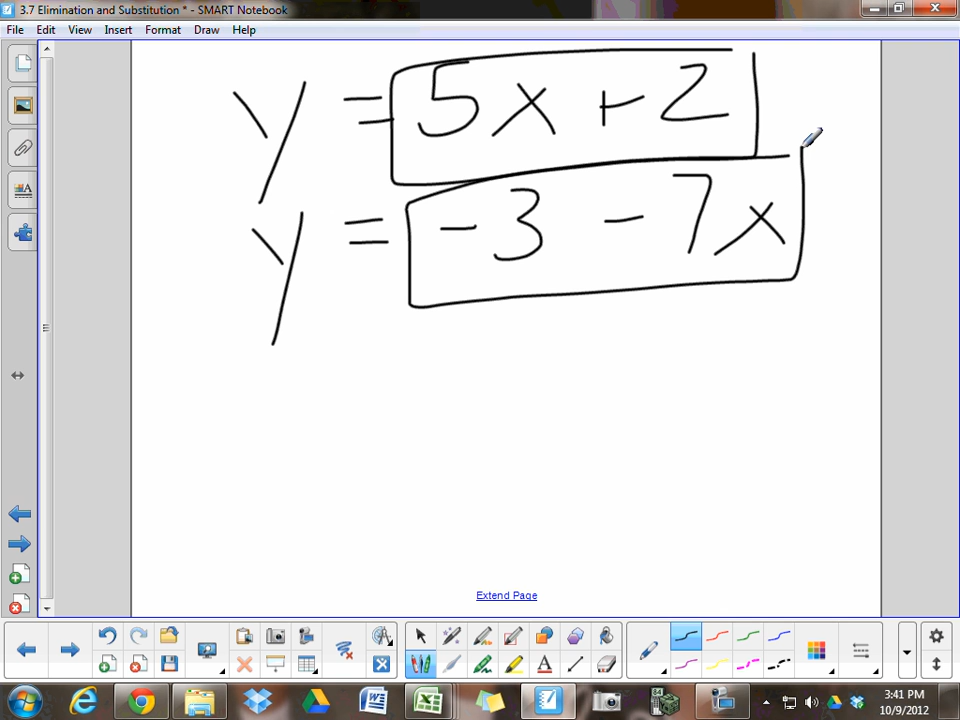 3.7 Elimination and Substitution * - SMART Notebook
File Edit View Insert Format Draw Help
y = 5x + 2
y = -3 - 7x
Extend Page
3:41 PM
10/9/2012